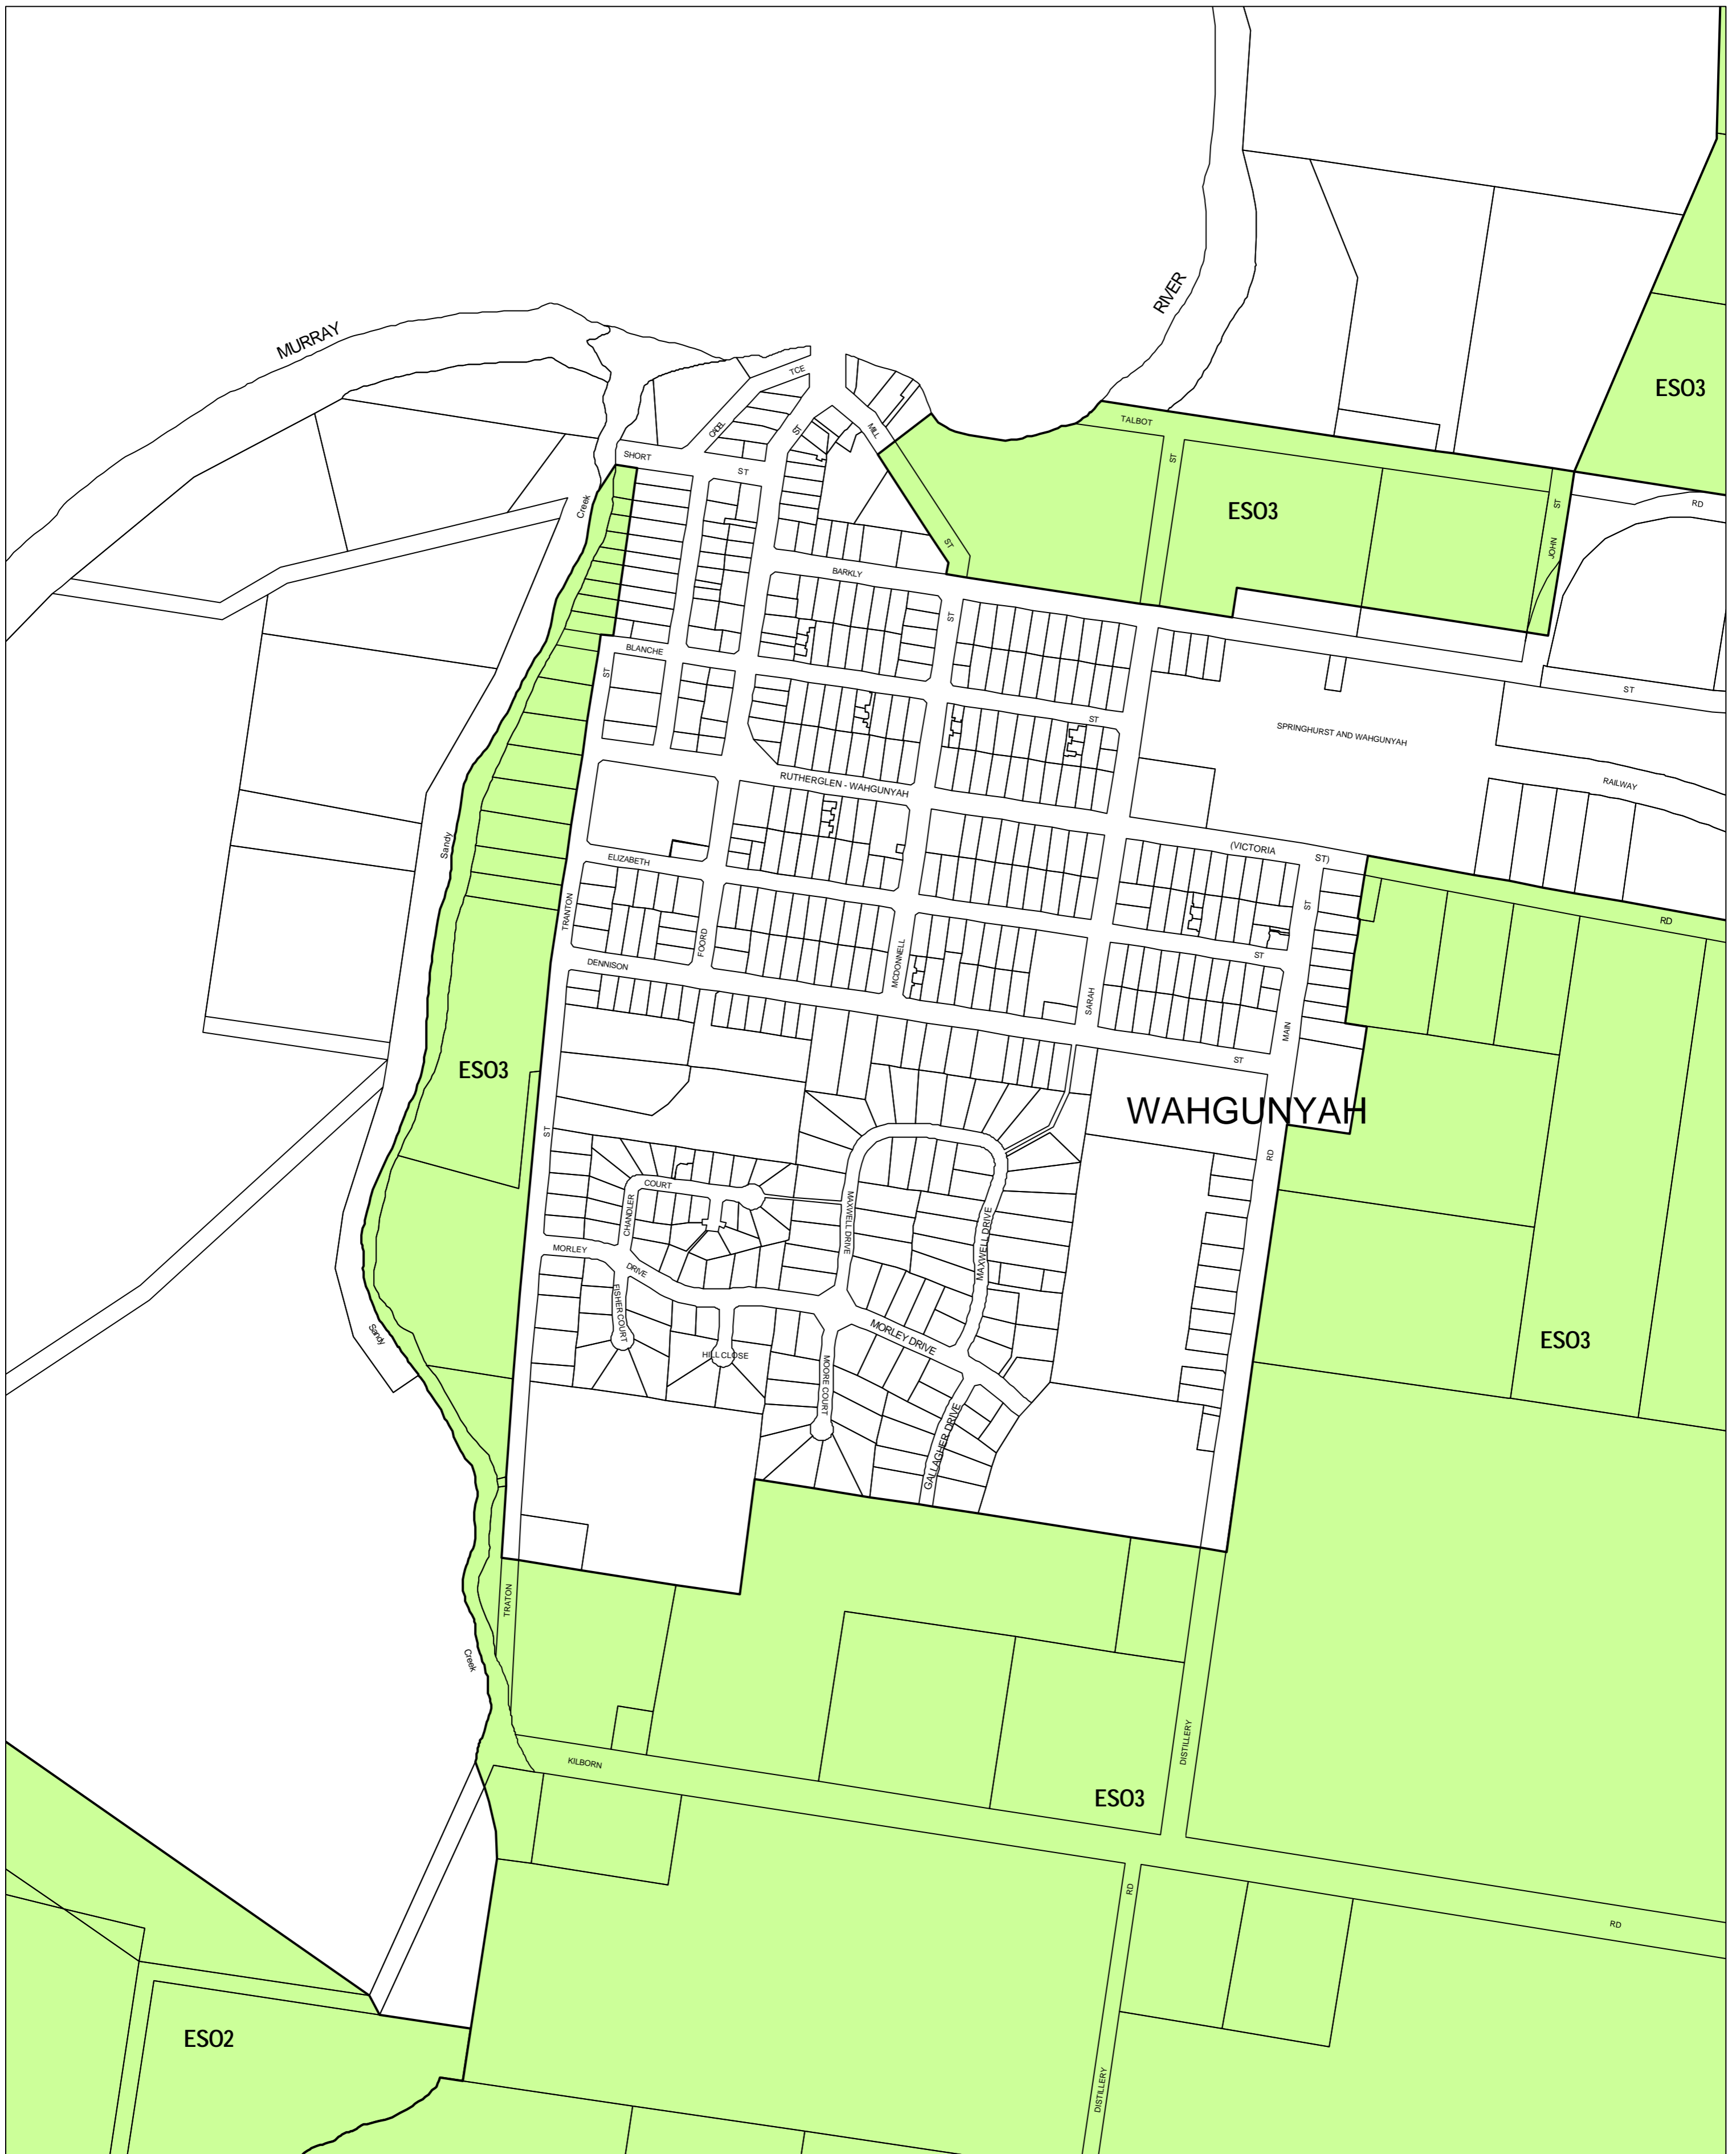 MURRAY
RIVER
ESO3
TCE
CADEL
ST
MILL
TALBOT
SHORT
ST
ST
ESO3
RD
Creek
ST
JOHN
ST
BARKLY
ST
BLANCHE
ST
ST
ST
SPRINGHURST AND WAHGUNYAH
RUTHERGLEN - WAHGUNYAH
RAILWAY
Sandy
(VICTORIA
ST)
ELIZABETH
TRANTON
ST
RD
FOORD
MCDONNELL
ST
DENNISON
SARAH
MAIN
ST
ESO3
WAHGUNYAH
ST
RD
COURT
CHANDLER
MAXWELL DRIVE
MAXWELL DRIVE
MORLEY
DRIVE
FISHER COURT
Sandy
MORLEY DRIVE
ESO3
HILL CLOSE
MOORE COURT
GALLAGHER DRIVE
TRATON
Creek
DISTILLERY
KILBORN
ESO3
RD
RD
ESO2
DISTILLERY